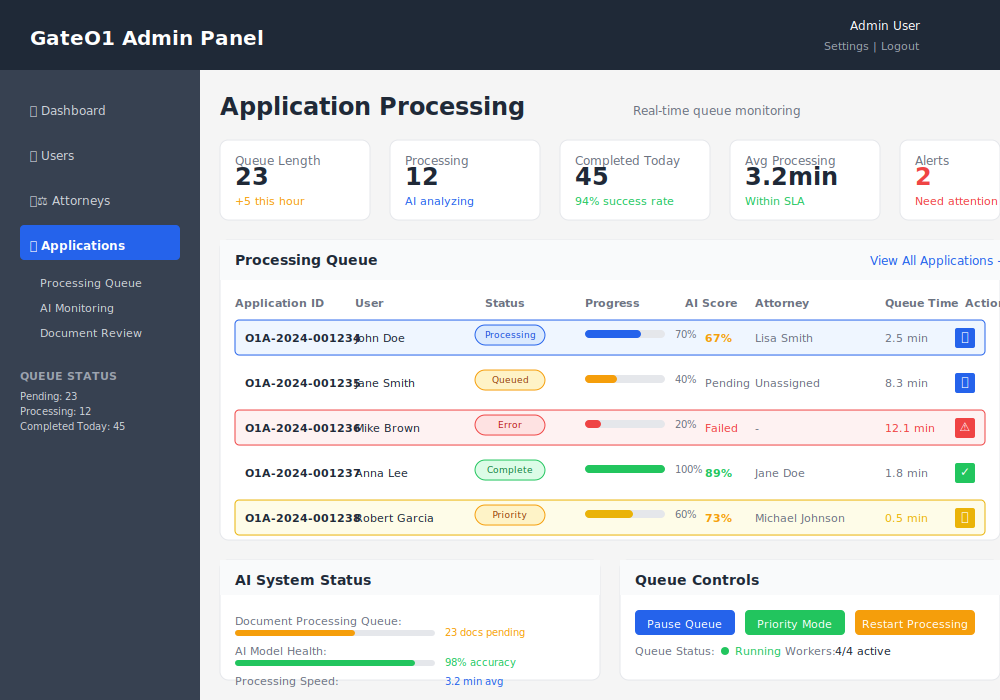 GateO1 Admin Panel
Admin User
Settings | Logout
Dashboard
Users
Attorneys
Applications
Processing Queue
AI Monitoring
Document Review
QUEUE STATUS
Pending: 23
Processing: 12
Completed Today: 45
Application Processing
Real-time queue monitoring
Queue Length
23
+5 this hour
Processing
12
AI analyzing
Completed Today
45
94% success rate
Avg Processing
3.2min
Within SLA
Alerts
2
Need attention
Processing Queue
View All Applications
Application ID User Status Progress AI Score Attorney Queue Time Action
O1A-2024-001234 John Doe Processing 70% 67% Lisa Smith 2.5 min
O1A-2024-001235 Jane Smith Queued 40% Pending Unassigned 8.3 min
O1A-2024-001236 Mike Brown Error 20% Failed - 12.1 min ⚠
O1A-2024-001237 Anna Lee Complete 100% 89% Jane Doe 1.8 min ✓
O1A-2024-001238 Robert Garcia Priority 60% 73% Michael Johnson 0.5 min
AI System Status
Document Processing Queue: 23 docs pending
AI Model Health: 98% accuracy
Processing Speed: 3.2 min avg
Queue Controls
Pause Queue Priority Mode Restart Processing
Queue Status: Running Workers: 4/4 active